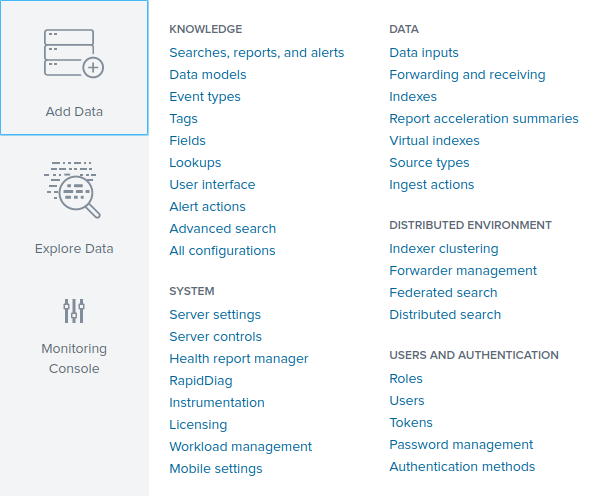 Add Data
Explore Data
Monitoring
Console
KNOWLEDGE
Searches, reports, and alerts
Data models
Event types
Tags
Fields
Lookups
User interface
Alert actions
Advanced search
All configurations
SYSTEM
Server settings
Server controls
Health report manager
RapidDiag
Instrumentation
Licensing
Workload management
Mobile settings
DATA
Data inputs
Forwarding and receiving
Indexes
Report acceleration summaries
Virtual indexes
Source types
Ingest actions
DISTRIBUTED ENVIRONMENT
Indexer clustering
Forwarder management
Federated search
Distributed search
USERS AND AUTHENTICATION
Roles
Users
Tokens
Password management
Authentication methods